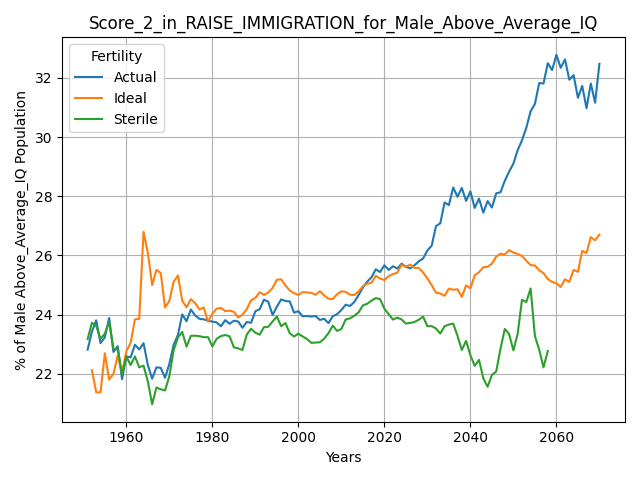 Score_2_in_RAISE_IMMIGRATION_for_Male_Above_Average_IQ
Fertility
Actual
Ideal
Sterile
% of Male Above_Average_IQ Population
32
30
28
26
24
22
1960
1980
2000
2020
2040
2060
Years